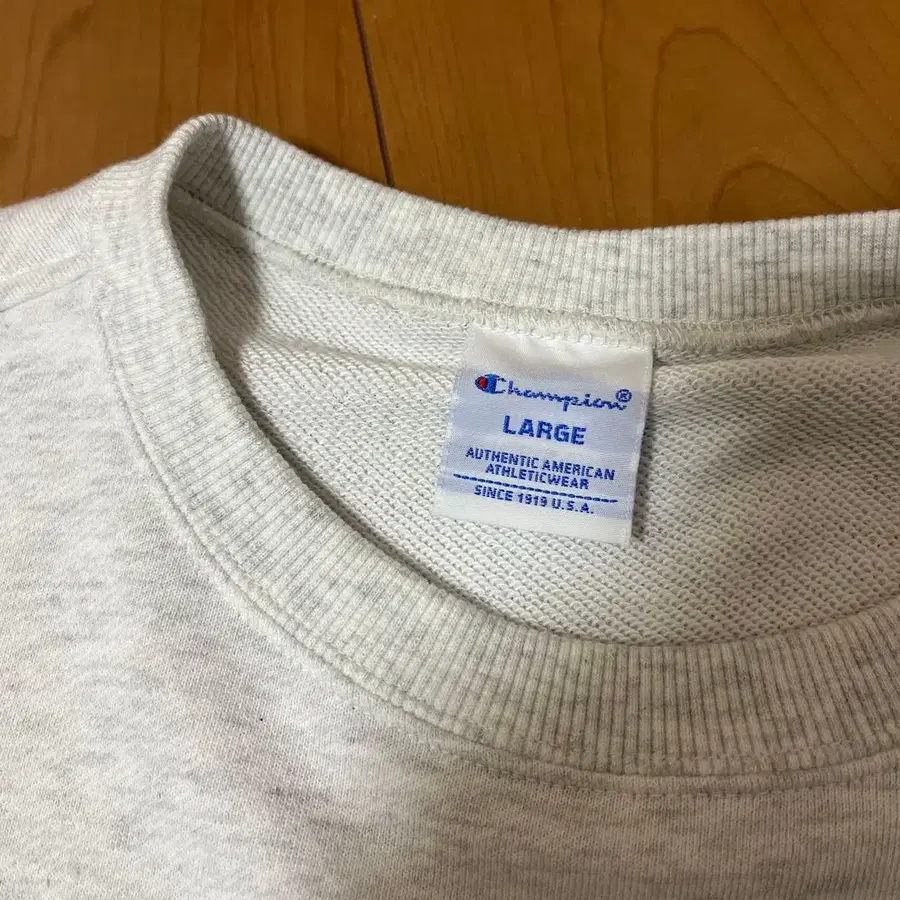 Champion®
LARGE
AUTHENTIC AMERICAN
ATHLETICWEAR
SINCE 1919 U.S.A.